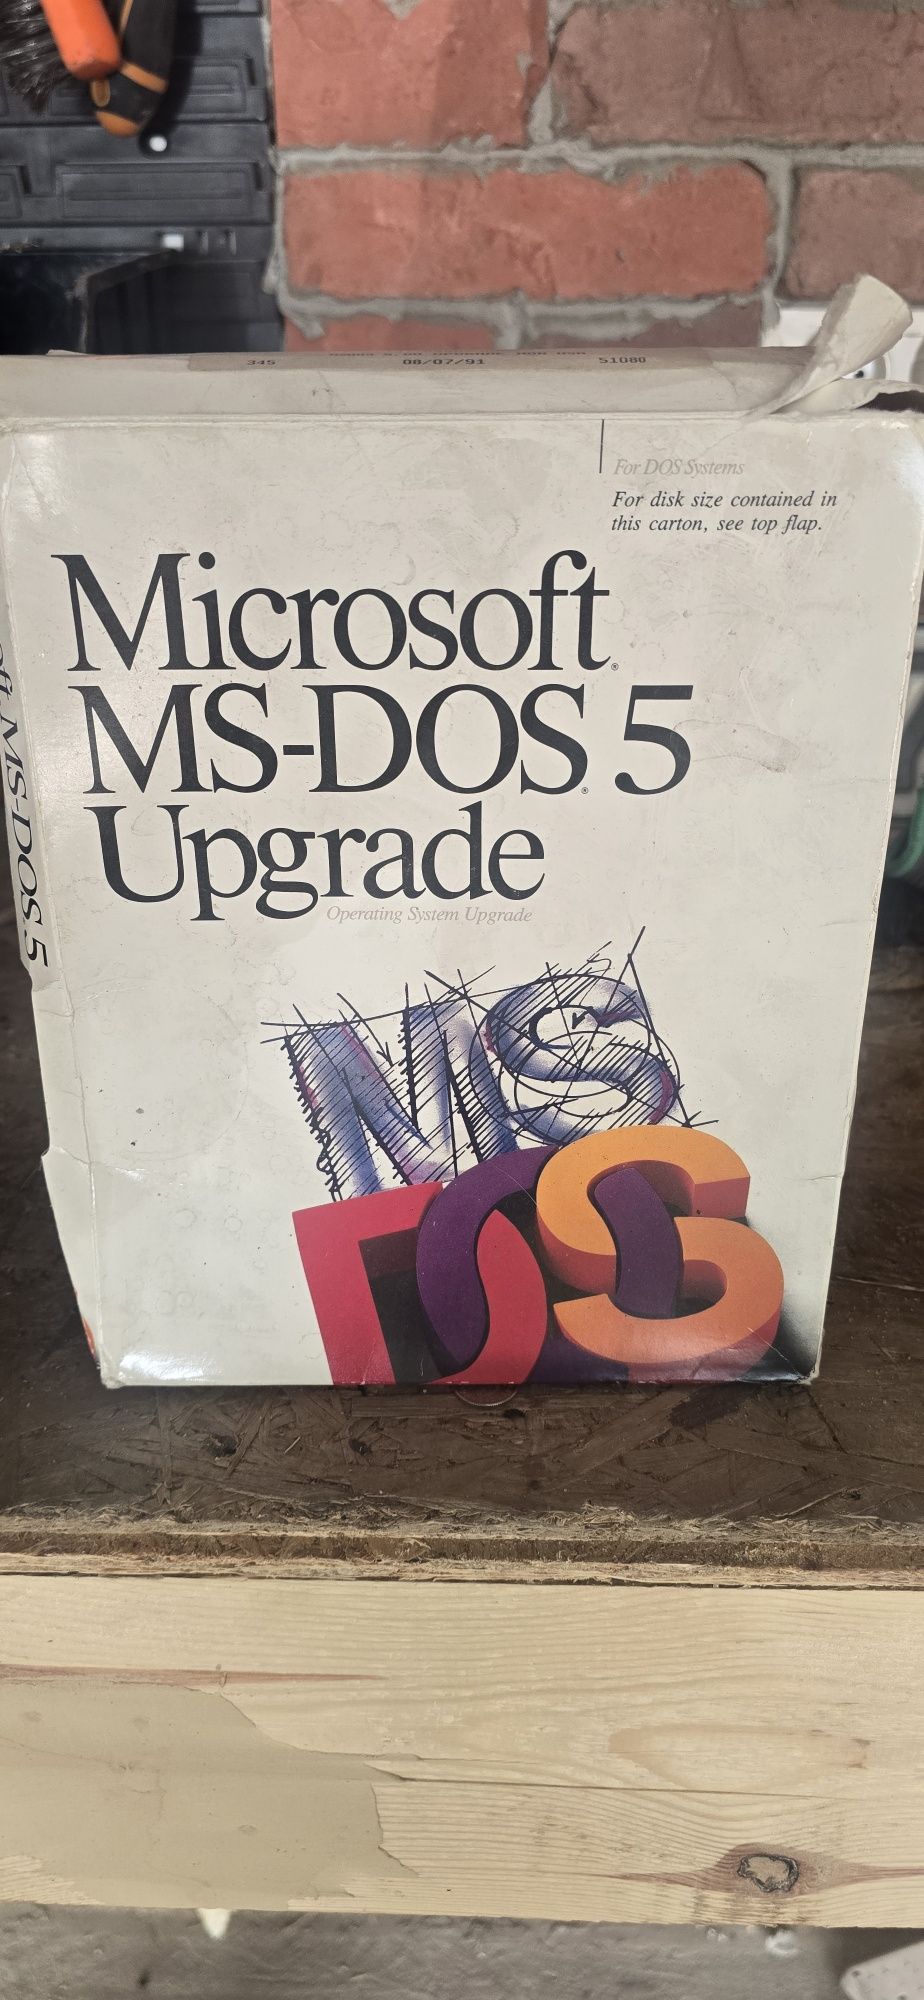 345 08/07/91 51080
For DOS Systems
For disk size contained in
this carton, see top flap.
Microsoft®
MS-DOS® 5
Upgrade
Operating System Upgrade
MS-DOS 5
MS
DOS